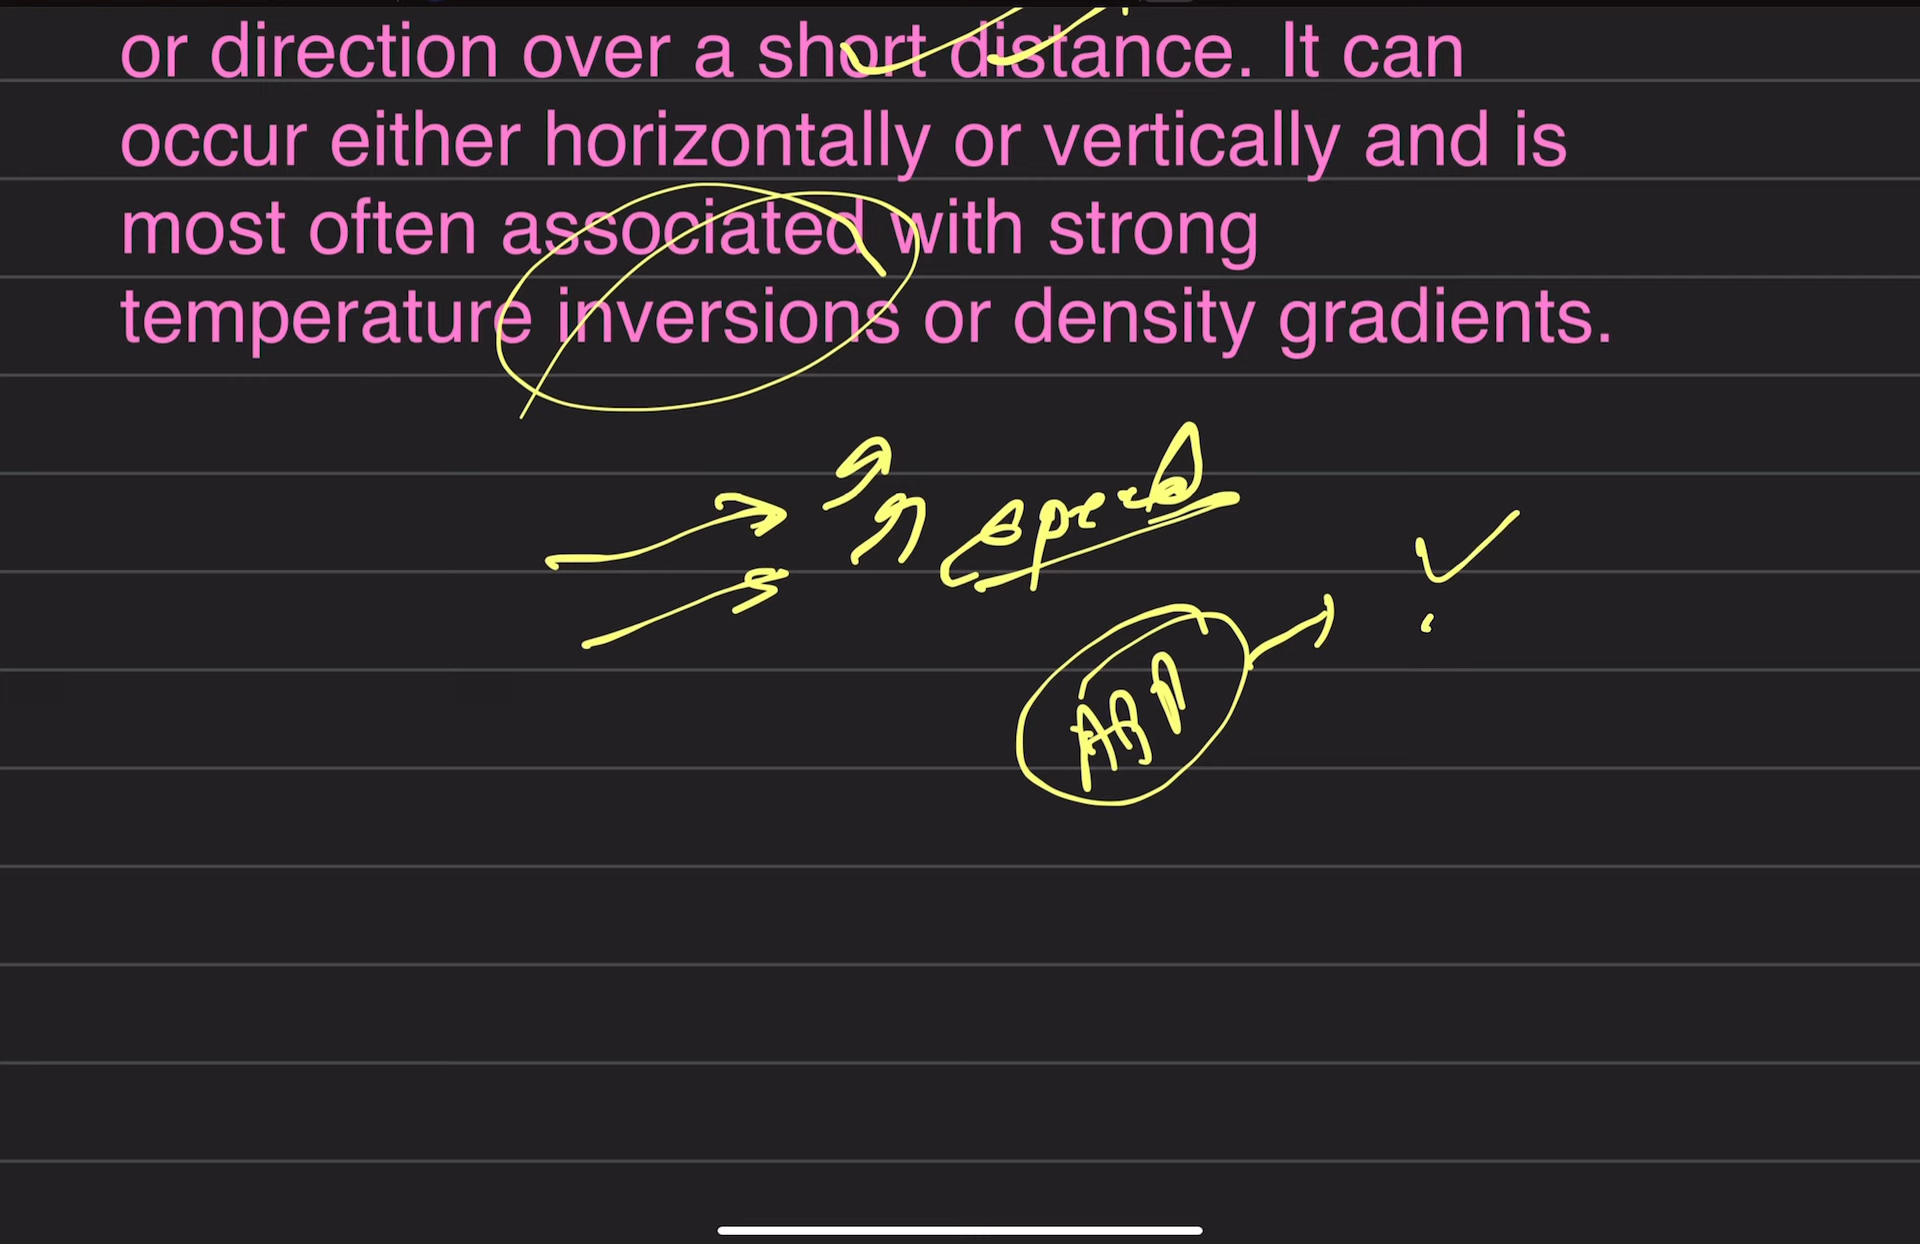 or direction over a short distance. It can
occur either horizontally or vertically and is
most often associated with strong
temperature inversions or density gradients.
speed